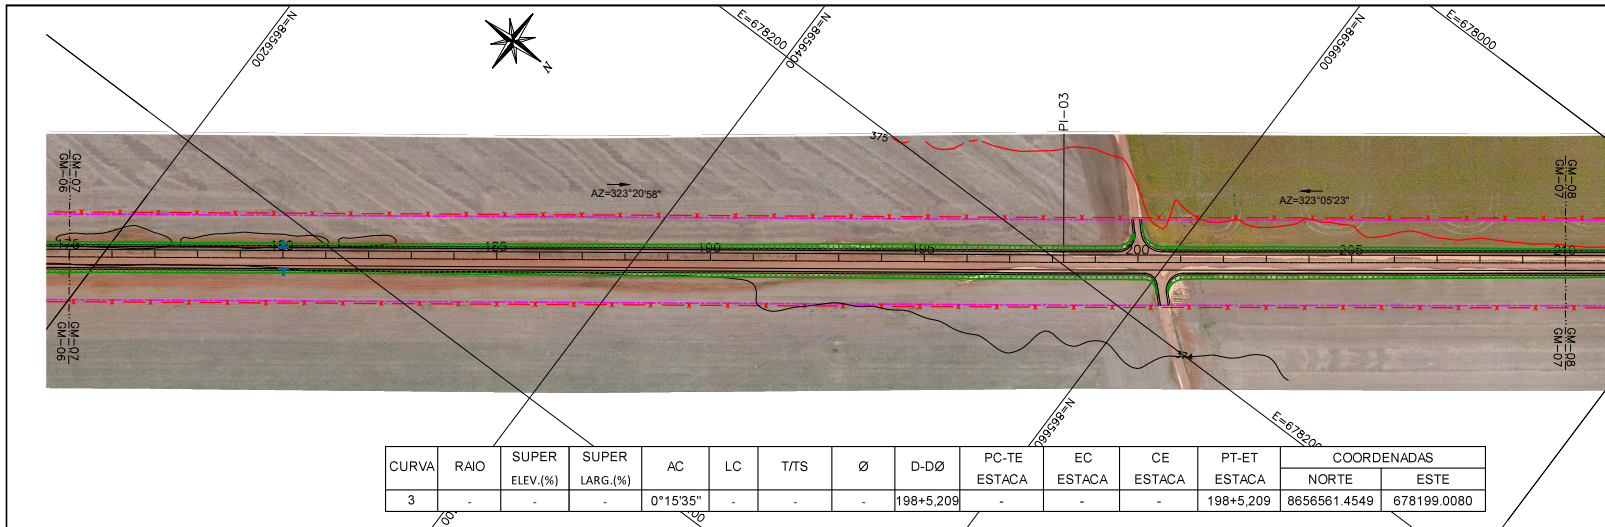 N=8656200
E=678200
N=8656400
N=8656600
E=678000
N
PI-03
375
GM-07
GM-06
GM-08
GM-07
AZ=323°20'58"
AZ=323°05'23"
185
190
195
200
205
210
GM-07
GM-06
GM-08
GM-07
374
E=67820
N=865660
CURVA RAIO SUPER ELEV.(%) SUPER LARG.(%) AC LC T/TS Ø D-DØ PC-TE ESTACA EC ESTACA CE ESTACA PT-ET ESTACA COORDENADAS NORTE ESTE
3 - - - 0°15'35" - - - 198+5,209 - - - 198+5,209 8656561.4549 678199.0080